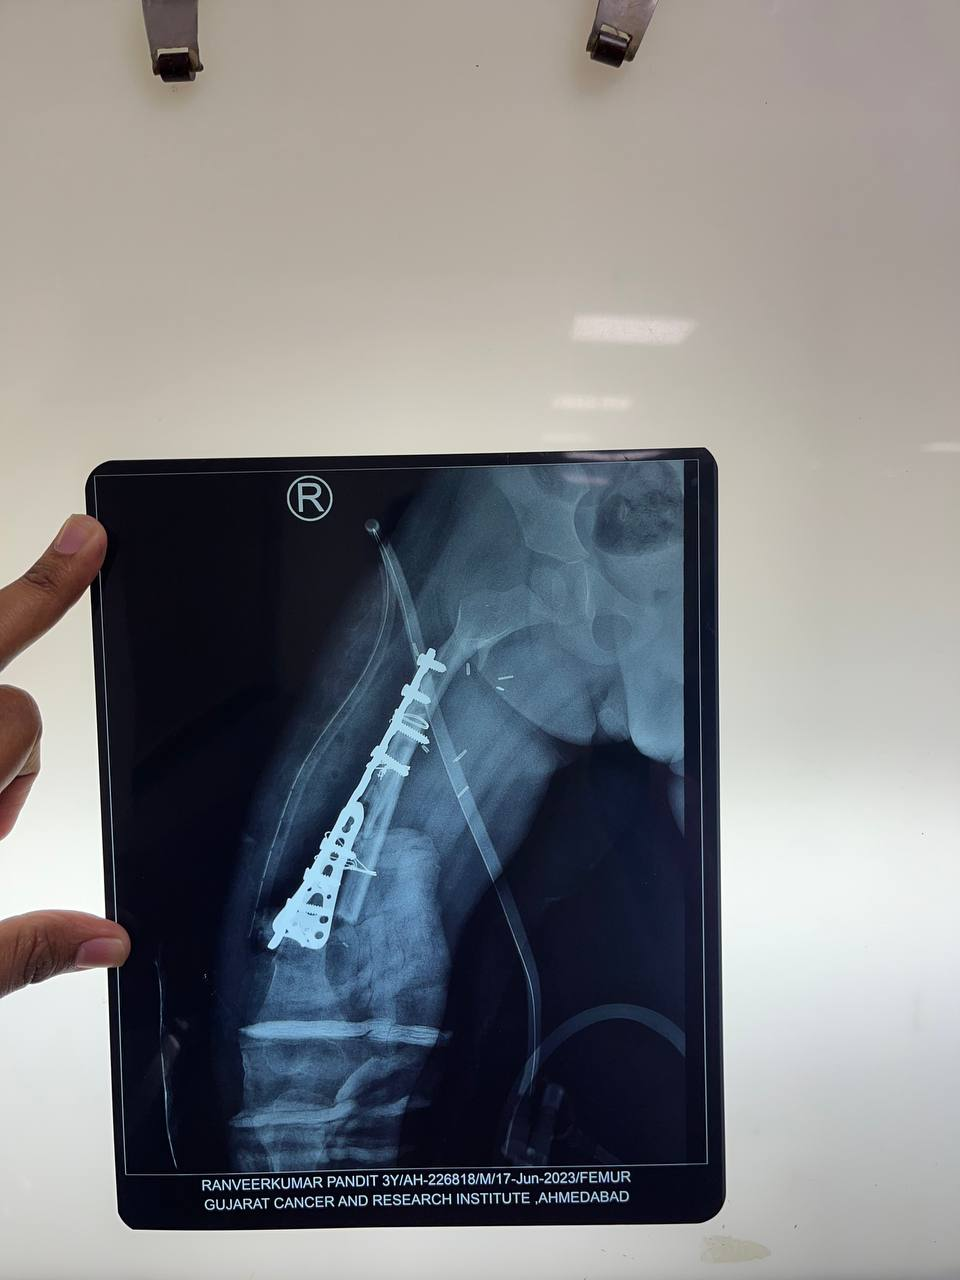 R
RANVEERKUMAR PANDIT 3Y/AH-226818/M/17-Jun-2023/FEMUR
GUJARAT CANCER AND RESEARCH INSTITUTE ,AHMEDABAD